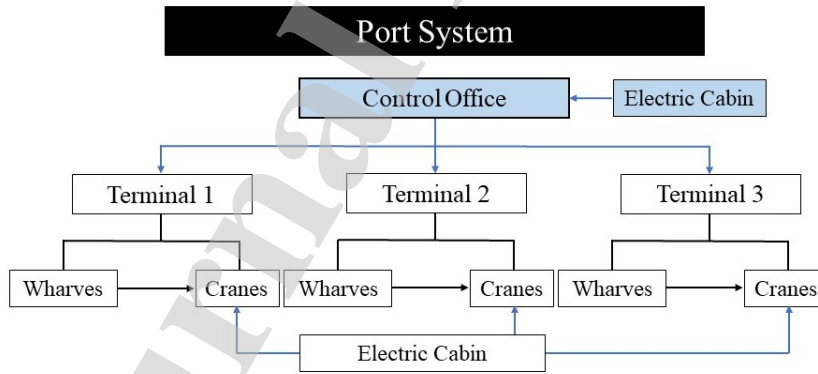 Port System
Control Office
Electric Cabin
Terminal 1
Terminal 2
Terminal 3
Wharves
Cranes
Wharves
Cranes
Wharves
Cranes
Electric Cabin